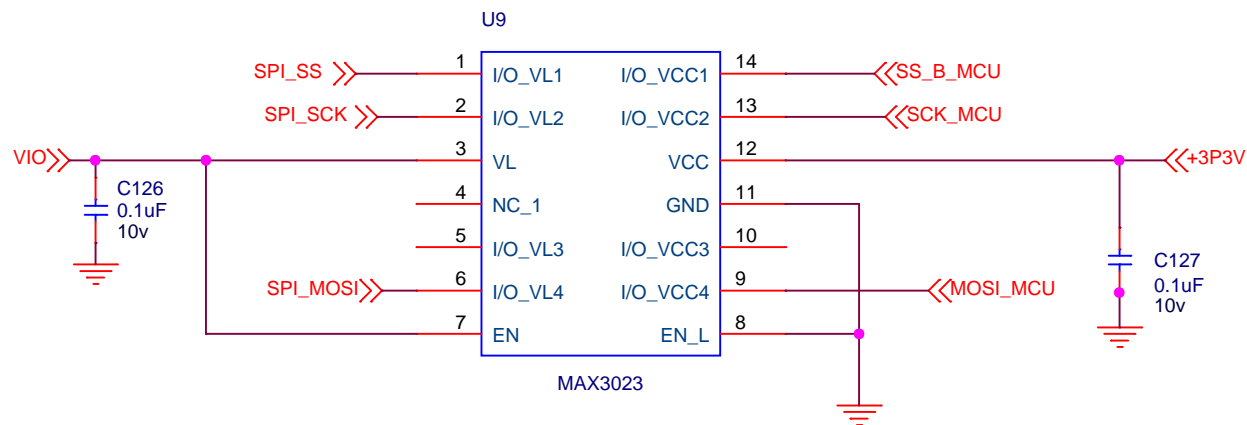 U9
SPI_SS
1
I/O_VL1
I/O_VCC1
14
SS_B_MCU
SPI_SCK
2
I/O_VL2
I/O_VCC2
13
SCK_MCU
VIO
3
VL
VCC
12
+3P3V
C126
0.1uF
10v
4
NC_1
GND
11
5
I/O_VL3
I/O_VCC3
10
C127
0.1uF
10v
SPI_MOSI
6
I/O_VL4
I/O_VCC4
9
MOSI_MCU
7
EN
EN_L
8
MAX3023